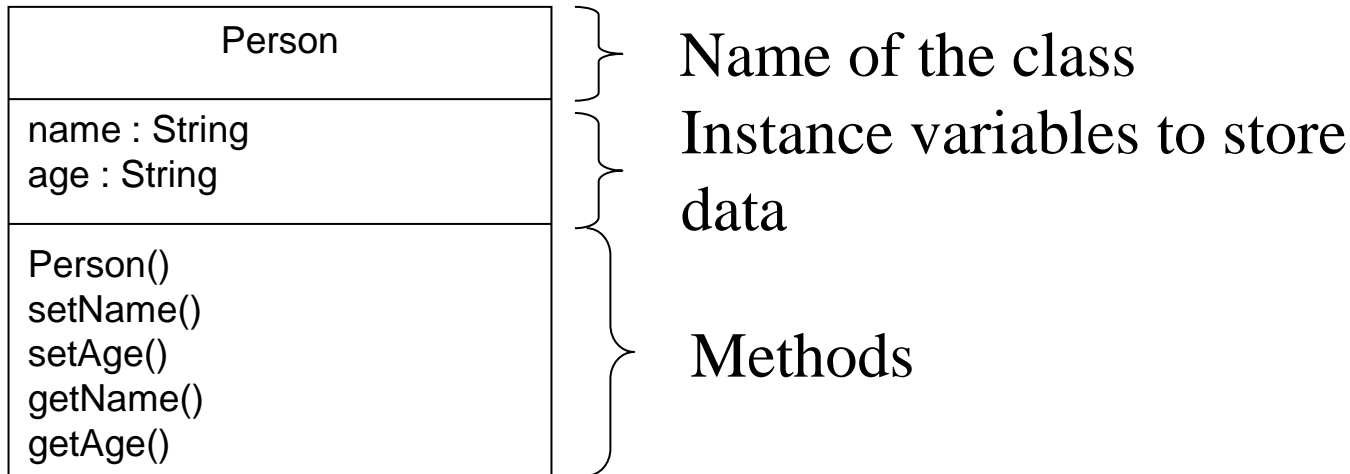 Person
Name of the class
name : String
age : String
Instance variables to store
data
Person()
setName()
setAge()
getName()
getAge()
Methods